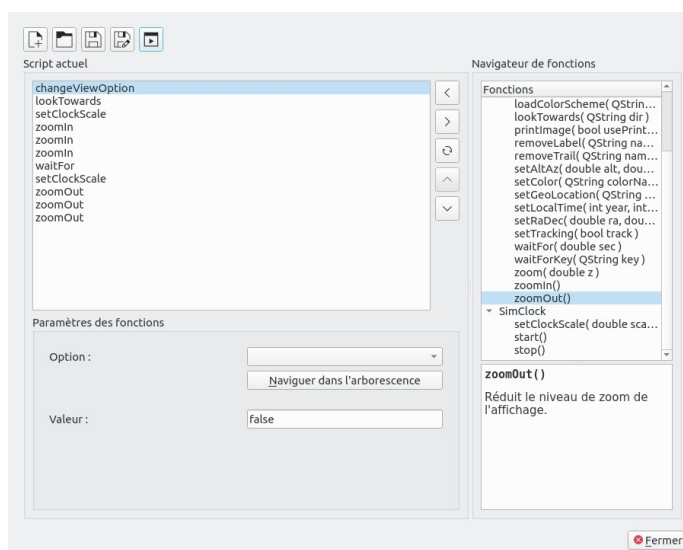 Script actuel
changeViewOption
lookTowards
setClockScale
zoomIn
zoomIn
zoomIn
waitFor
setClockScale
zoomOut
zoomOut
zoomOut
Paramètres des fonctions
Option :
Naviguer dans l'arborescence
Valeur :
false
Navigateur de fonctions
Fonctions
loadColorScheme( QStrin...
lookTowards( QString dir )
printImage( bool usePrint...
removeLabel( QString na...
removeTrail( QString nam...
setAltAz( double alt, dou...
setColor( QString colorNa...
setGeoLocation( QString ...
setLocalTime( int year, int...
setRaDec( double ra, dou...
setTracking( bool track )
waitFor( double sec )
waitForKey( QString key )
zoom( double z )
zoomIn()
zoomOut()
SimClock
setClockScale( double sca...
start()
stop()
zoomOut()
Réduit le niveau de zoom de
l'affichage.
Fermer